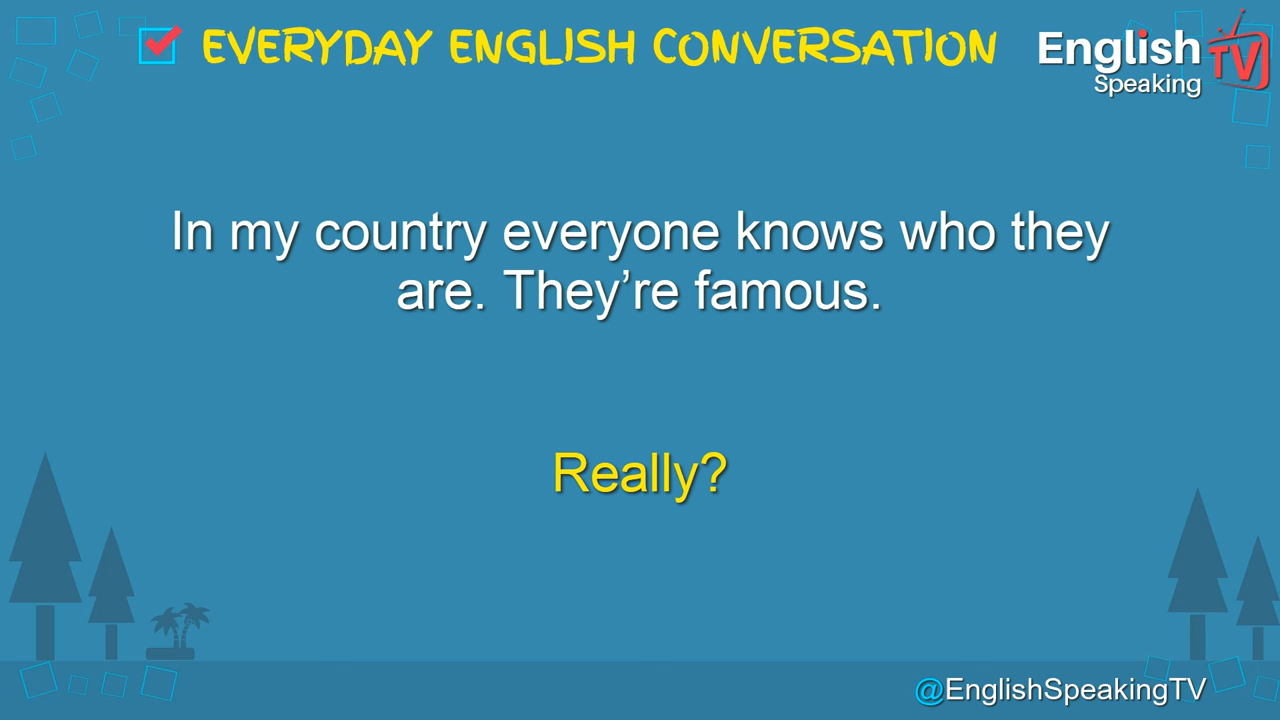 EVERYDAY ENGLISH CONVERSATION
English
Speaking
TV
In my country everyone knows who they
are. They’re famous.
Really?
@EnglishSpeakingTV